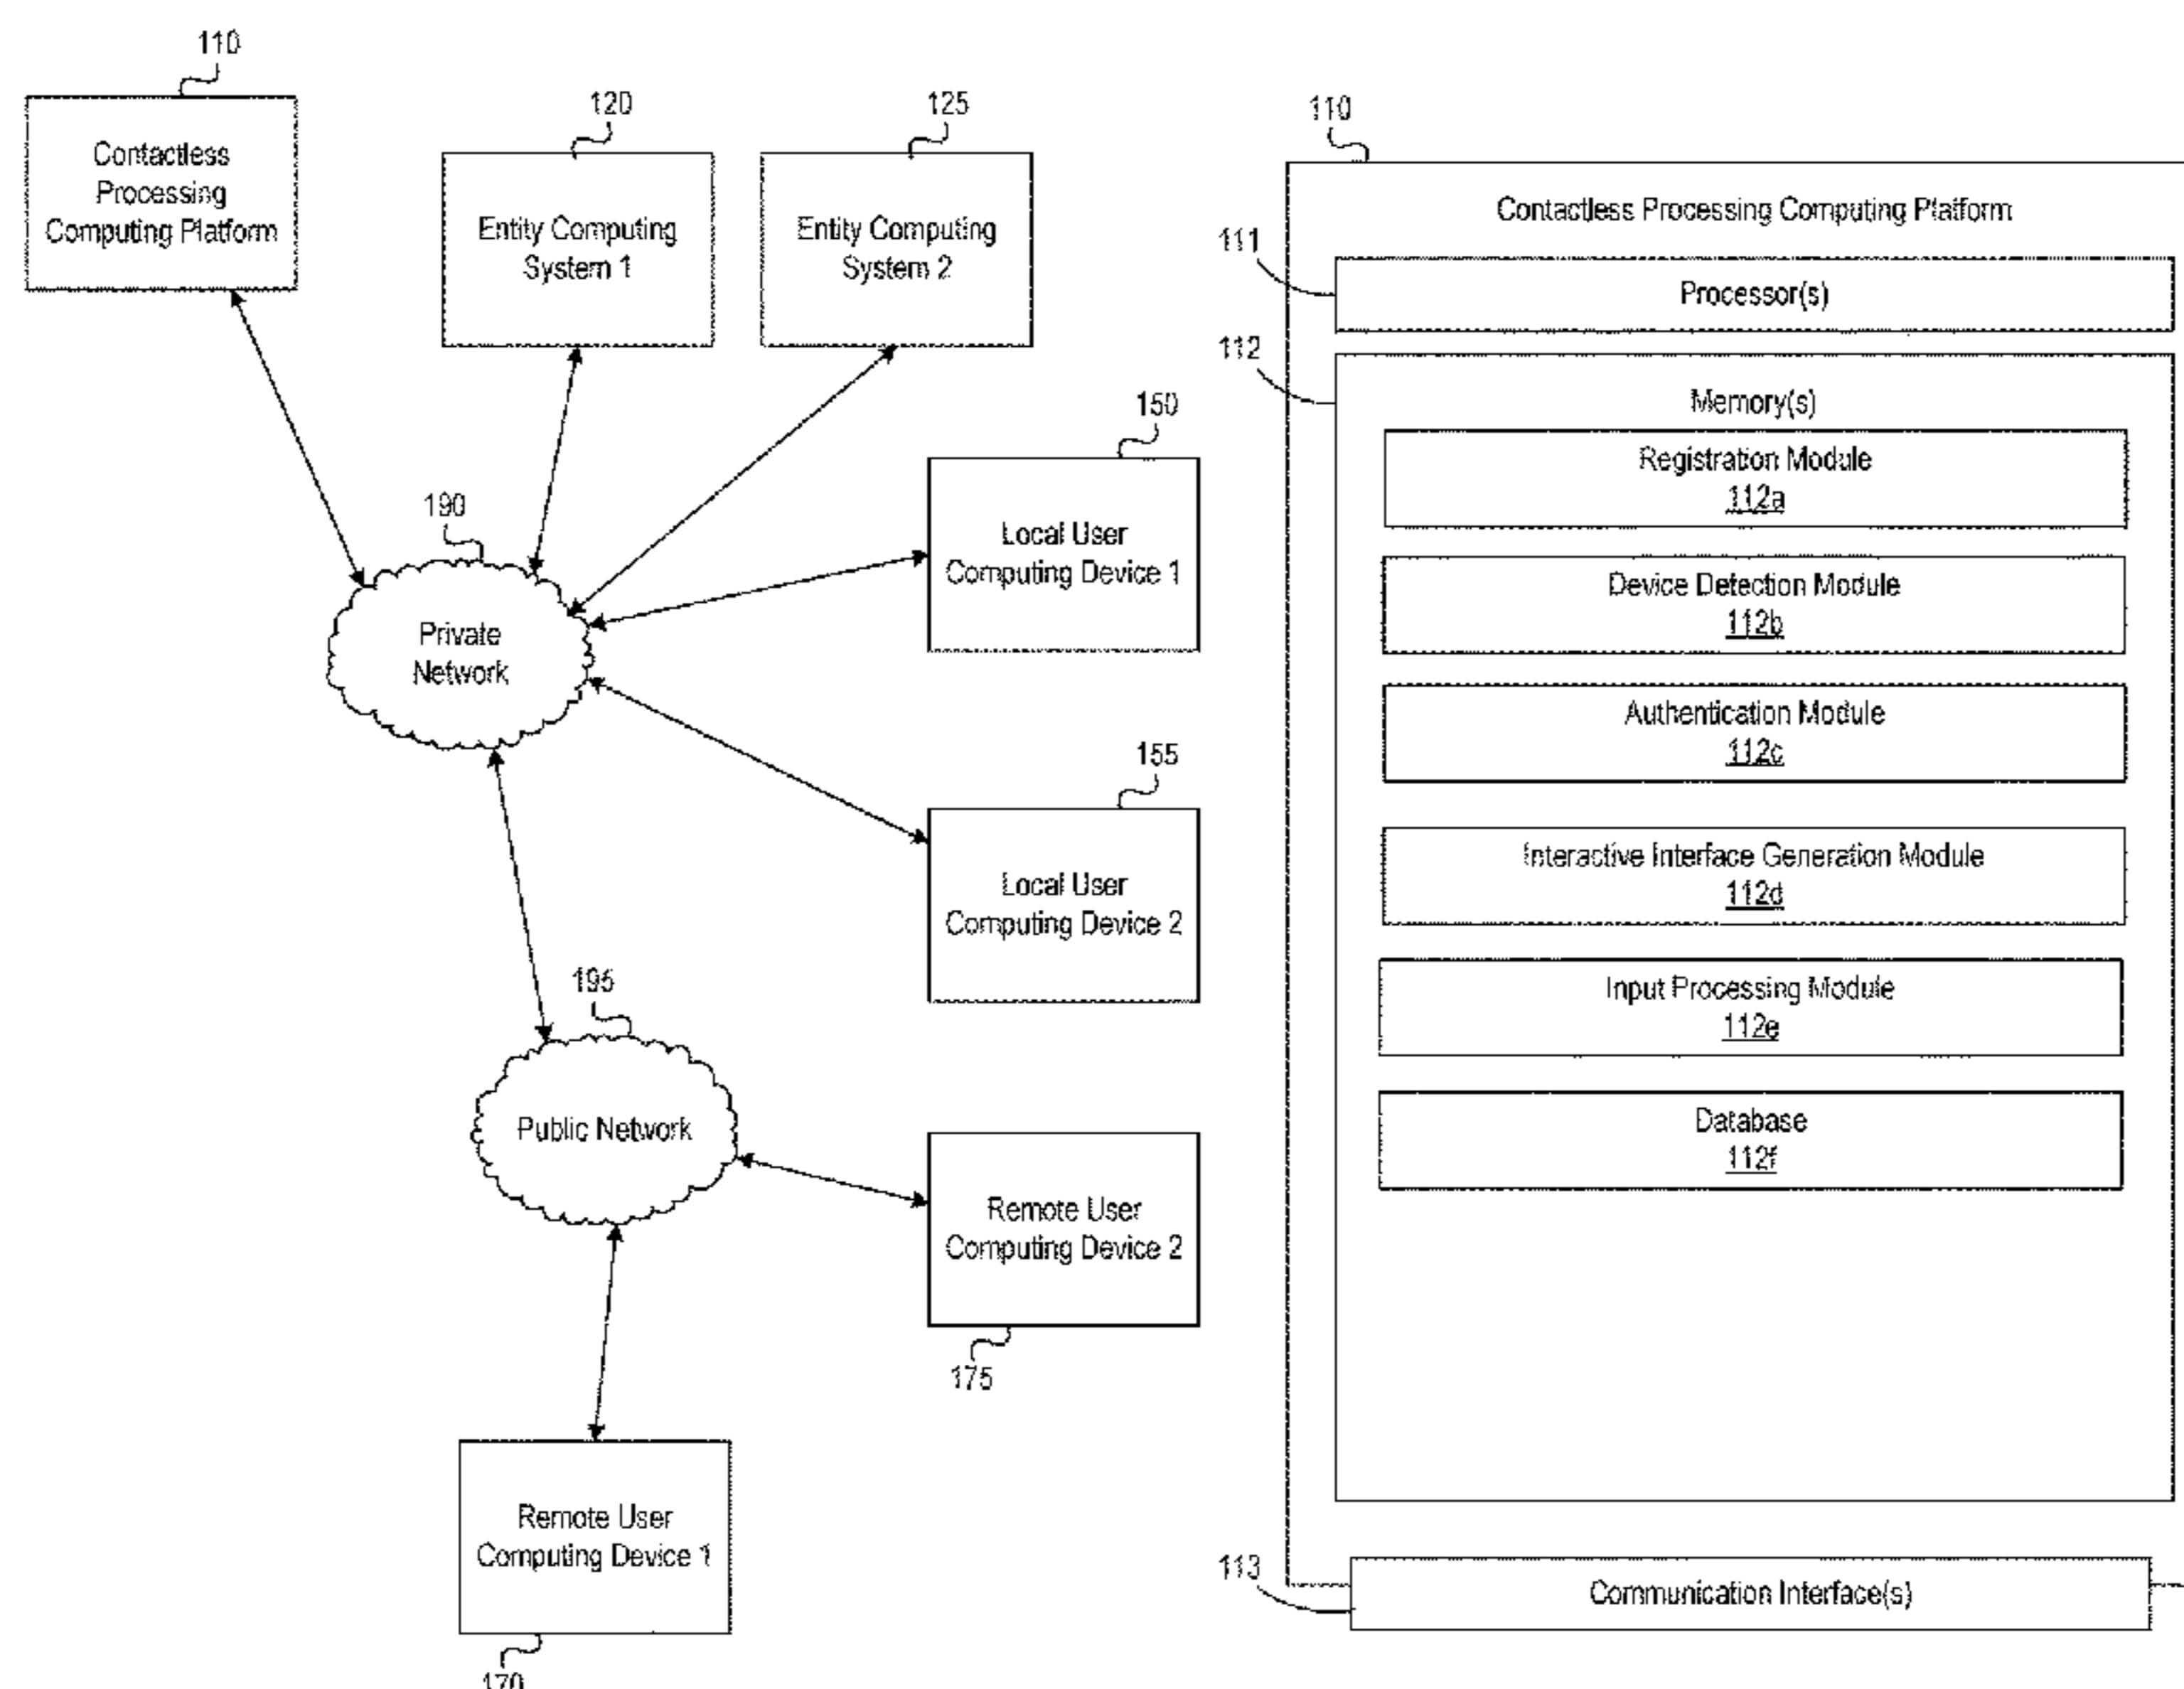 110
Contactless
Processing
Computing Platform
120
Entity Computing
System 1
125
Entity Computing
System 2
150
Local User
Computing Device 1
190
Private
Network
155
Local User
Computing Device 2
195
Public Network
Remote User
Computing Device 2
175
Remote User
Computing Device 1
170
110
Contactless Processing Computing Platform
111
Processor(s)
112
Memory(s)
Registration Module
112a
Device Detection Module
112b
Authentication Module
112c
Interactive Interface Generation Module
112d
Input Processing Module
112e
Database
112f
113
Communication Interface(s)